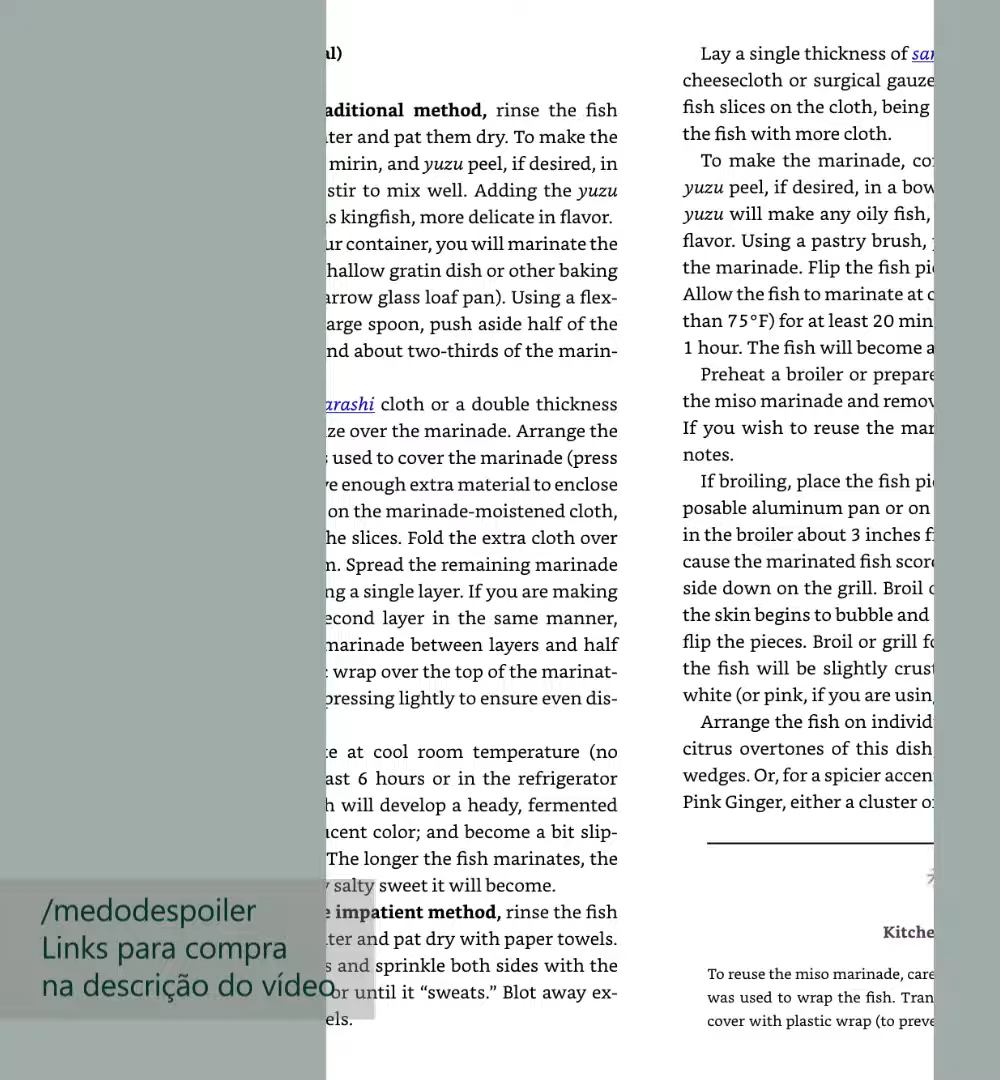 al)
aditional method, rinse the fish
ter and pat them dry. To make the
mirin, and yuzu peel, if desired, in
stir to mix well. Adding the yuzu
s kingfish, more delicate in flavor.
ur container, you will marinate the
hallow gratin dish or other baking
arrow glass loaf pan). Using a flex-
arge spoon, push aside half of the
nd about two-thirds of the marin-
arashi cloth or a double thickness
ze over the marinade. Arrange the
used to cover the marinade (press
e enough extra material to enclose
on the marinade-moistened cloth,
he slices. Fold the extra cloth over
n. Spread the remaining marinade
ng a single layer. If you are making
econd layer in the same manner,
marinade between layers and half
wrap over the top of the marinat-
pressing lightly to ensure even dis-
e at cool room temperature (no
ast 6 hours or in the refrigerator
h will develop a heady, fermented
ucent color; and become a bit slip-
The longer the fish marinates, the
y salty sweet it will become.
e impatient method, rinse the fish
ter and pat dry with paper towels.
s and sprinkle both sides with the
or until it “sweats.” Blot away ex-
els.
Lay a single thickness of sar
cheesecloth or surgical gauze
fish slices on the cloth, being
the fish with more cloth.
To make the marinade, co
yuzu peel, if desired, in a bow
yuzu will make any oily fish,
flavor. Using a pastry brush,
the marinade. Flip the fish pi
Allow the fish to marinate at c
than 75°F) for at least 20 min
1 hour. The fish will become a
Preheat a broiler or prepare
the miso marinade and remov
If you wish to reuse the mar
notes.
If broiling, place the fish pi
posable aluminum pan or on
in the broiler about 3 inches f
cause the marinated fish scor
side down on the grill. Broil o
the skin begins to bubble and
flip the pieces. Broil or grill fo
the fish will be slightly crust
white (or pink, if you are usin
Arrange the fish on individ
citrus overtones of this dish
wedges. Or, for a spicier accen
Pink Ginger, either a cluster o
Kitche
To reuse the miso marinade, care
was used to wrap the fish. Tran
cover with plastic wrap (to preve
/medodespoiler
Links para compra
na descrição do vídeo